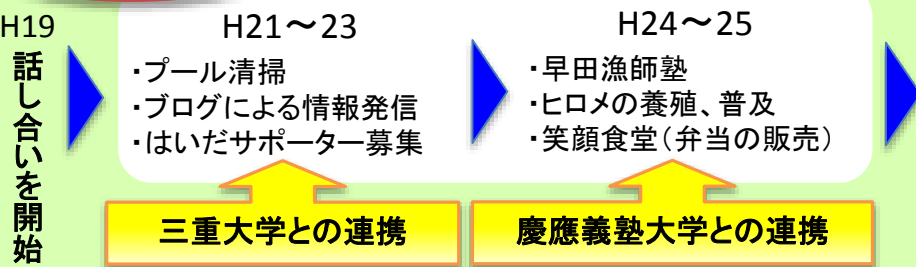 H19
話し合いを開始
H21～23
・プール清掃
・ブログによる情報発信
・はいだサポーター募集
三重大学との連携
H24～25
・早田漁師塾
・ヒロメの養殖、普及
・笑顔食堂（弁当の販売）
慶應義塾大学との連携